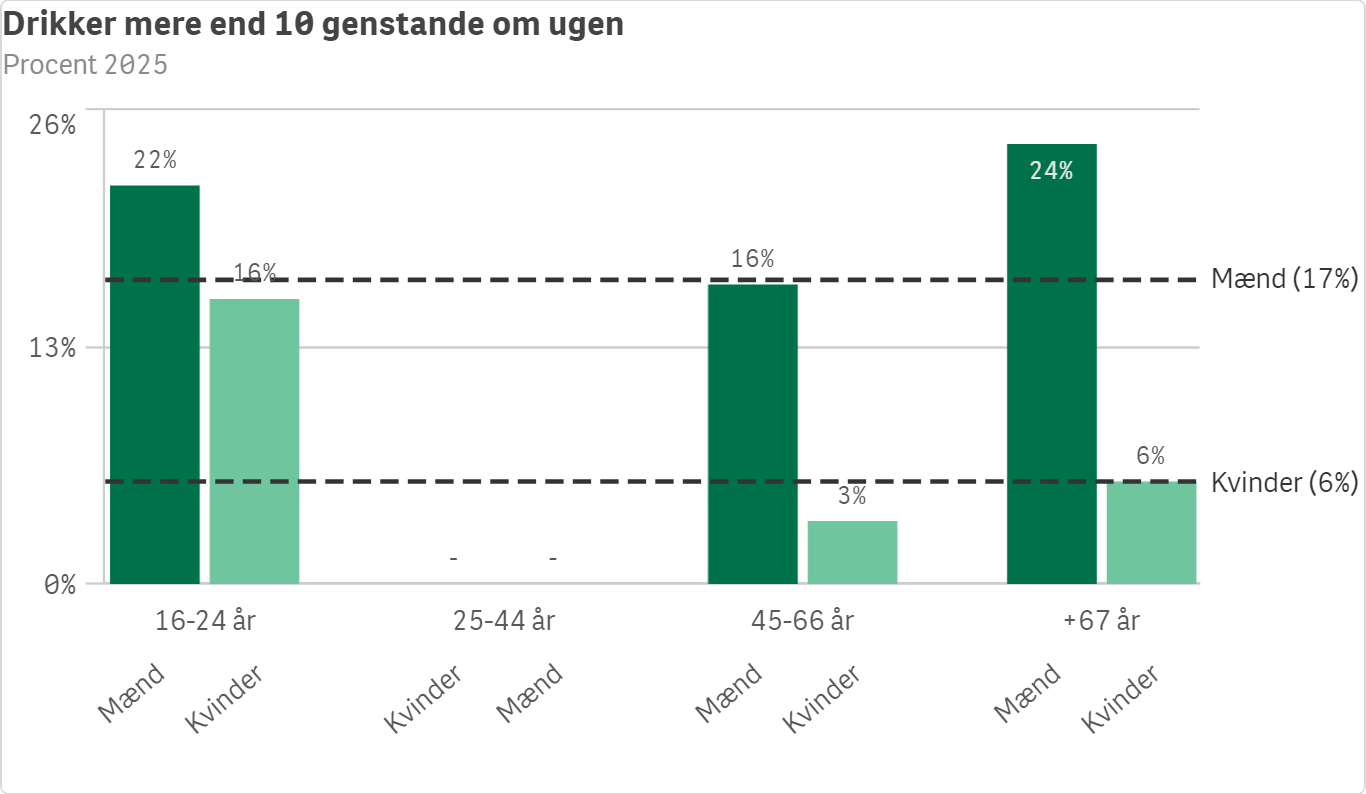 Drikker mere end 10 genstande om ugen
Procent 2025
26%
13%
0%
22%
16%
-
-
16%
3%
24%
6%
Mænd (17%)
Kvinder (6%)
16-24 år
25-44 år
45-66 år
+67 år
Mænd
Kvinder
Kvinder
Mænd
Mænd
Kvinder
Mænd
Kvinder